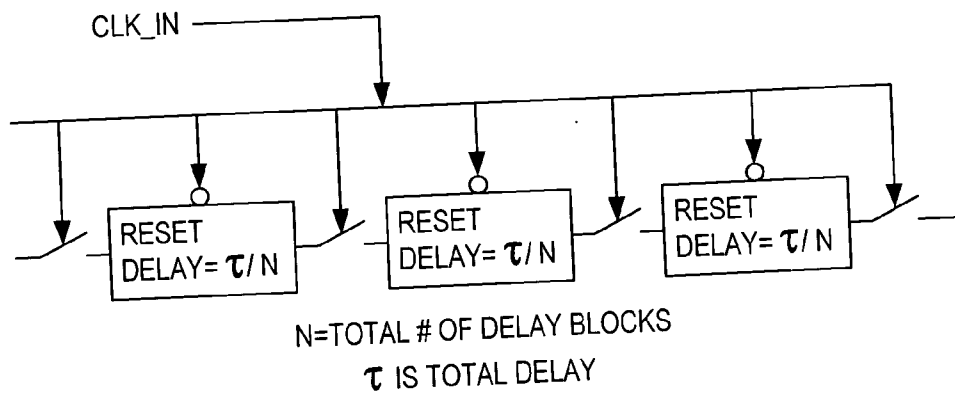 CLK_IN
RESET
DELAY= τ/N
RESET
DELAY= τ/N
RESET
DELAY= τ/N
N=TOTAL # OF DELAY BLOCKS
τ IS TOTAL DELAY